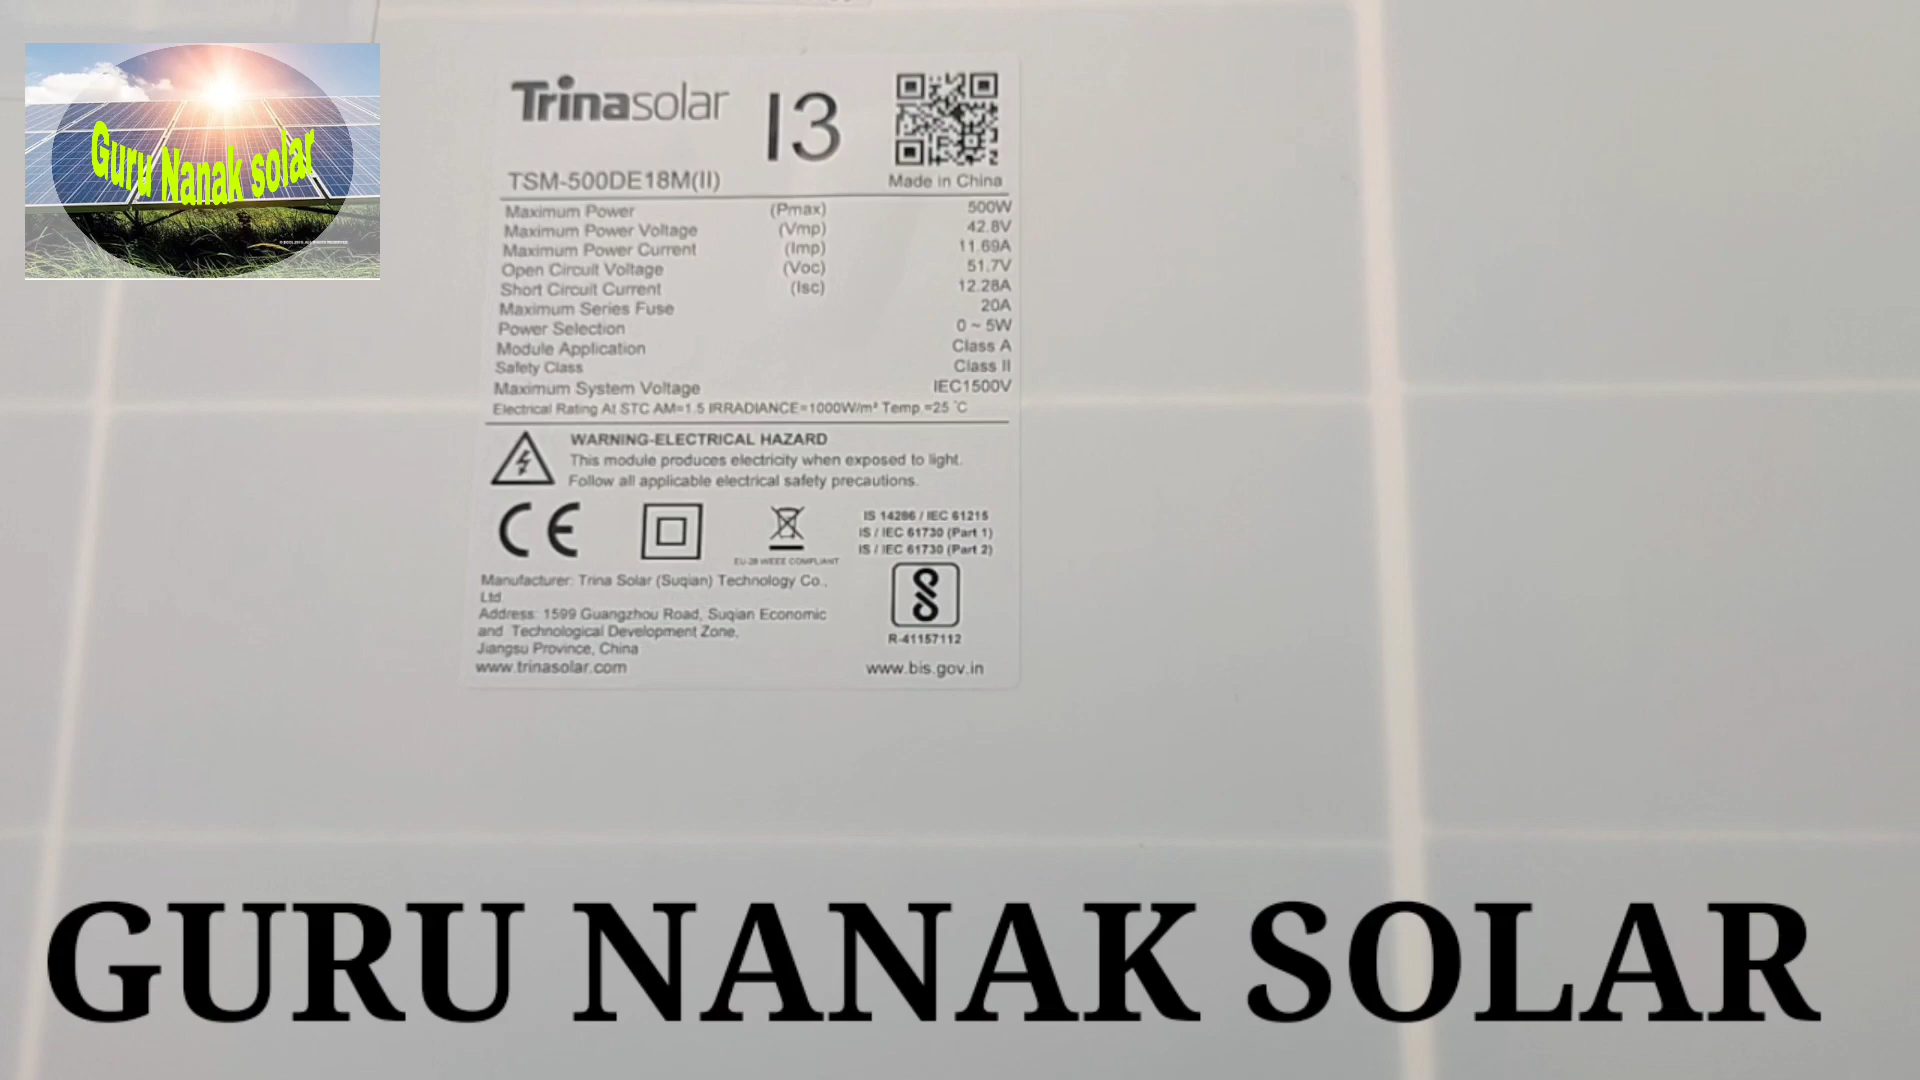 Guru Nanak solar
Trinasolar
I3
TSM-500DE18M(II)
Made in China
Maximum Power (Pmax) 500W
Maximum Power Voltage (Vmp) 42.8V
Maximum Power Current (Imp) 11.69A
Open Circuit Voltage (Voc) 51.7V
Short Circuit Current (Isc) 12.28A
Maximum Series Fuse 20A
Power Selection 0 ~ 5W
Module Application Class A
Safety Class Class II
Maximum System Voltage IEC1500V
Electrical Rating At STC AM=1.5 IRRADIANCE=1000W/m² Temp.=25 °C
WARNING-ELECTRICAL HAZARD
This module produces electricity when exposed to light.
Follow all applicable electrical safety precautions.
CE
EU-28 WEEE COMPLIANT
IS 14286 / IEC 61215
IS / IEC 61730 (Part 1)
IS / IEC 61730 (Part 2)
Manufacturer: Trina Solar (Suqian) Technology Co.,
Ltd
Address: 1599 Guangzhou Road, Suqian Economic
and Technological Development Zone,
Jiangsu Province, China
www.trinasolar.com
R-41157112
www.bis.gov.in
GURU NANAK SOLAR